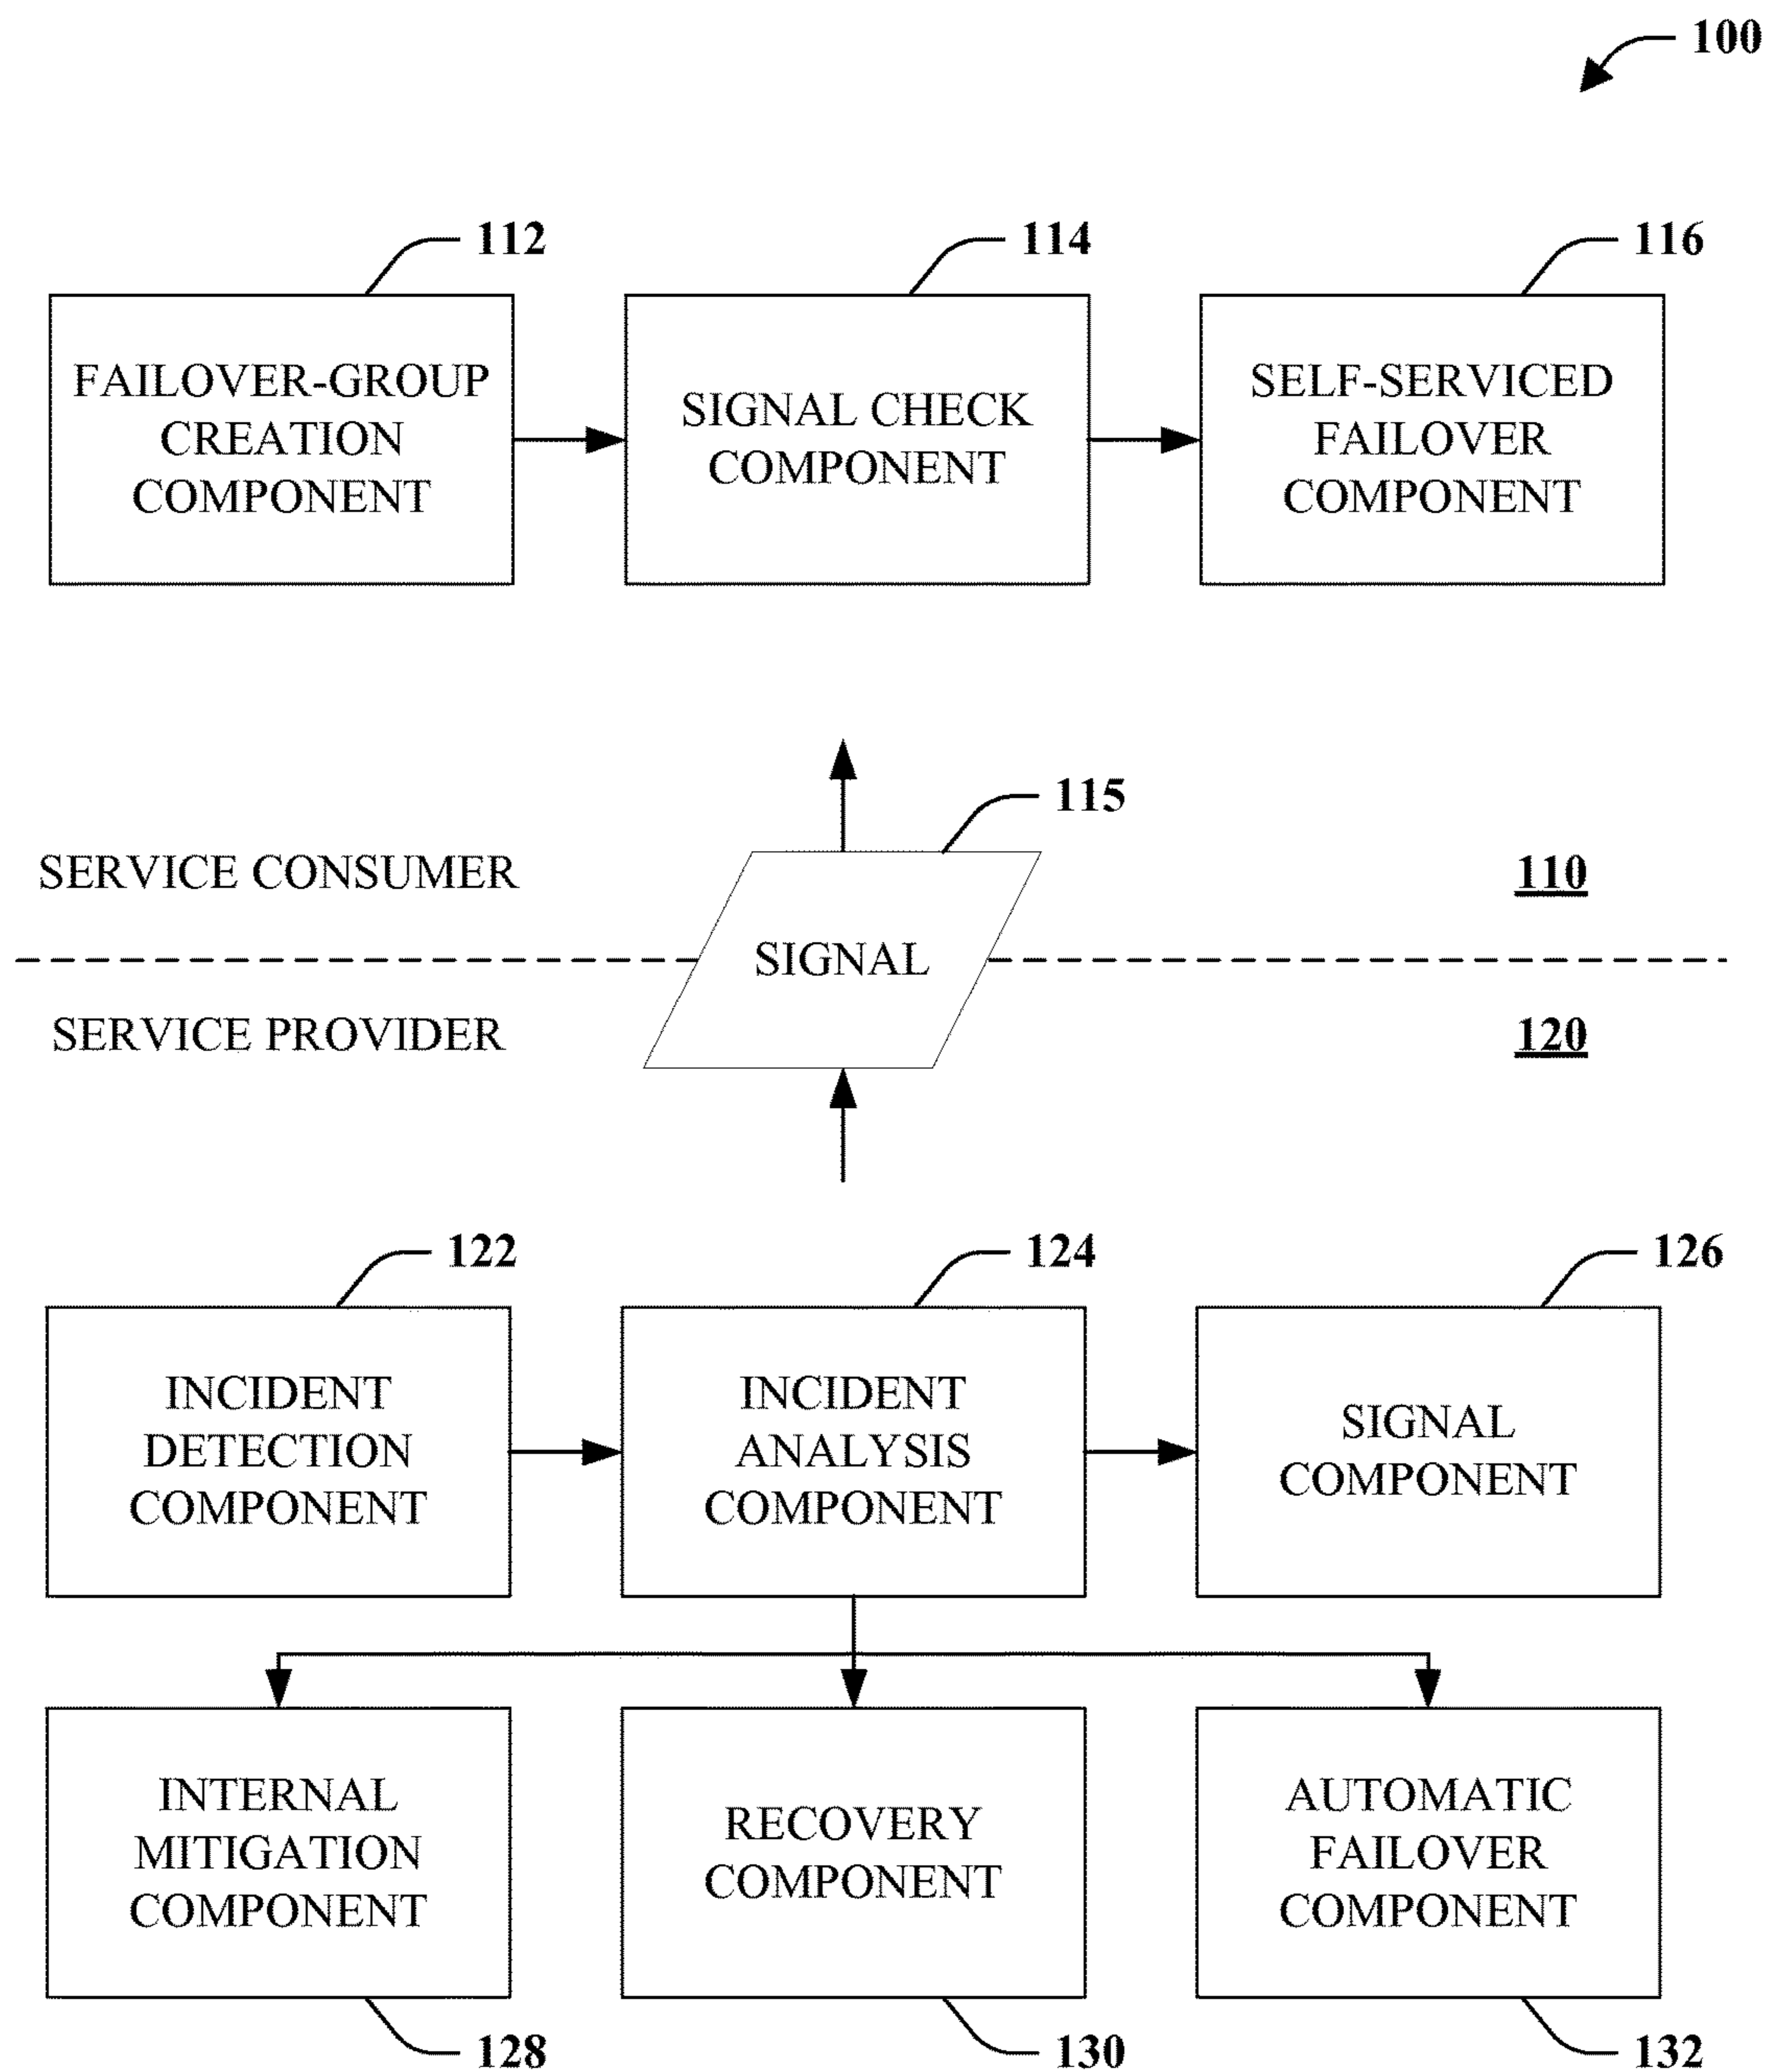 100
112
114
116
FAILOVER-GROUP
CREATION
COMPONENT
SIGNAL CHECK
COMPONENT
SELF-SERVICED
FAILOVER
COMPONENT
115
SERVICE CONSUMER
110
SIGNAL
SERVICE PROVIDER
120
122
124
126
INCIDENT
DETECTION
COMPONENT
INCIDENT
ANALYSIS
COMPONENT
SIGNAL
COMPONENT
INTERNAL
MITIGATION
COMPONENT
RECOVERY
COMPONENT
AUTOMATIC
FAILOVER
COMPONENT
128
130
132